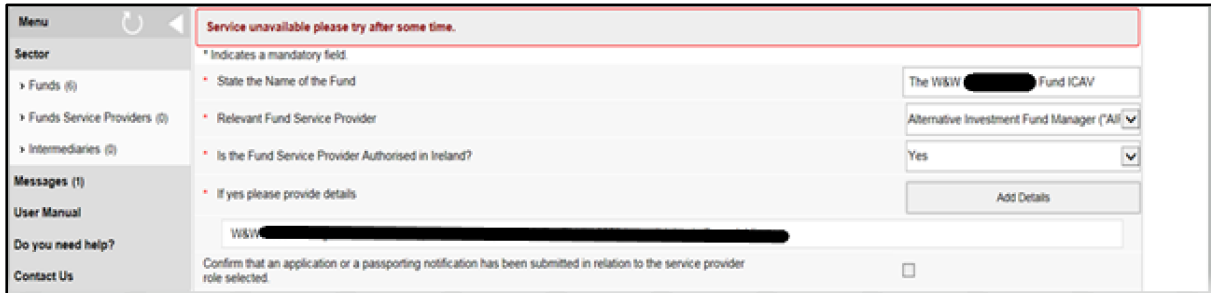 Menu
Service unavailable please try after some time.
Sector
* Indicates a mandatory field.
> Funds (6)
> Funds Service Providers (0)
> Intermediaries (0)
Messages (1)
User Manual
Do you need help?
Contact Us
* State the Name of the Fund
The W&W Fund ICAV
* Relevant Fund Service Provider
Alternative Investment Fund Manager ("AIF
* Is the Fund Service Provider Authorised in Ireland?
Yes
* If yes please provide details
Add Details
W&W
Confirm that an application or a passporting notification has been submitted in relation to the service provider
role selected.